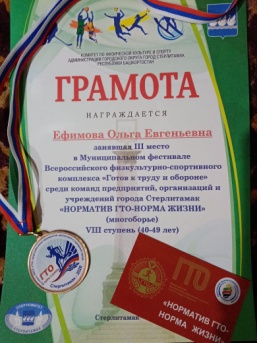 КОМИТЕТ ПО ФИЗИЧЕСКОЙ КУЛЬТУРЕ И СПОРТУ
АДМИНИСТРАЦИИ ГОРОДСКОГО ОКРУГА ГОРОД СТЕРЛИТАМАК
РЕСПУБЛИКИ БАШКОРТОСТАН
ГРАМОТА
НАГРАЖДАЕТСЯ
Ефимова Ольга Евгеньевна
занявшая III место
в Муниципальном фестивале
Всероссийского физкультурно-спортивного
комплекса «Готов к труду и обороне»
среди команд предприятий, организаций и
учреждений города Стерлитамак
«НОРМАТИВ ГТО-НОРМА ЖИЗНИ»
(многоборье)
VIII ступень (40-49 лет)
ГТО
Стерлитамак
ГТО
«НОРМАТИВ ГТО-
НОРМА ЖИЗНИ»
Стерлитамак